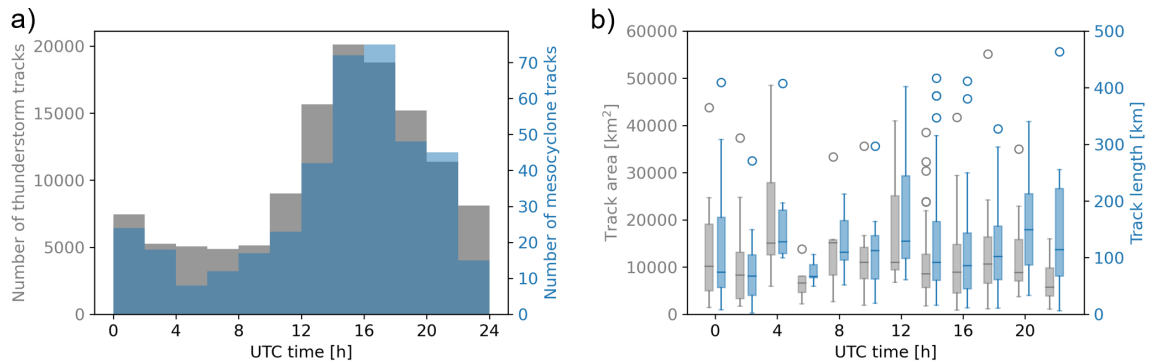 a)
20000
15000
10000
5000
0
Number of thunderstorm tracks
70
60
50
40
30
20
10
0
Number of mesocyclone tracks
0 4 8 12 16 20 24
UTC time [h]
b)
60000
50000
40000
30000
20000
10000
0
Track area [km²]
500
400
300
200
100
0
Track length [km]
0 4 8 12 16 20
UTC time [h]